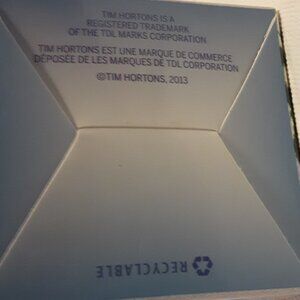 TIM HORTONS IS A
REGISTERED TRADEMARK
OF THE TDL MARKS CORPORATION
TIM HORTONS EST UNE MARQUE DE COMMERCE
DÉPOSÉE DE LES MARQUES DE TDL CORPORATION
©TIM HORTONS, 2013
RECYCLABLE